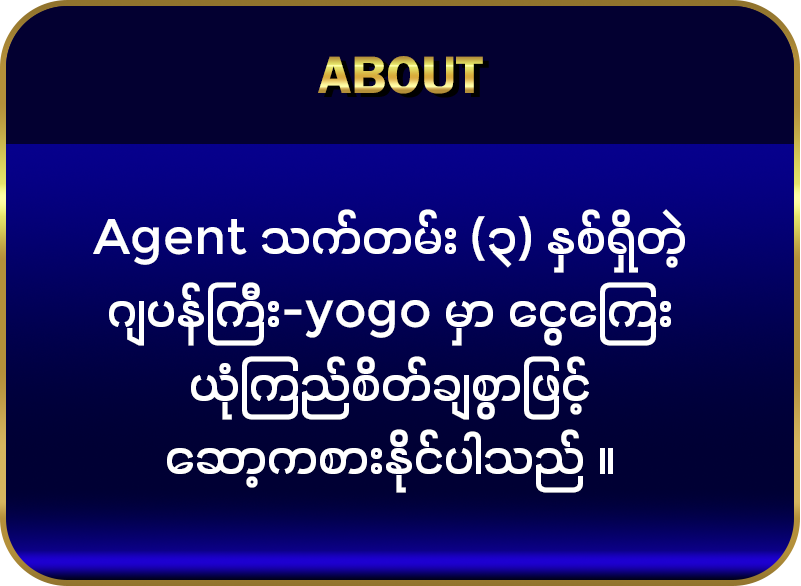 ABOUT
Agent သက်တမ်း (၃) နှစ်ရှိတဲ့
ဂျပန်ကြီး-yogo မှာ ငွေကြေး
ယုံကြည်စိတ်ချစွာဖြင့်
ဆော့ကစားနိုင်ပါသည် ။